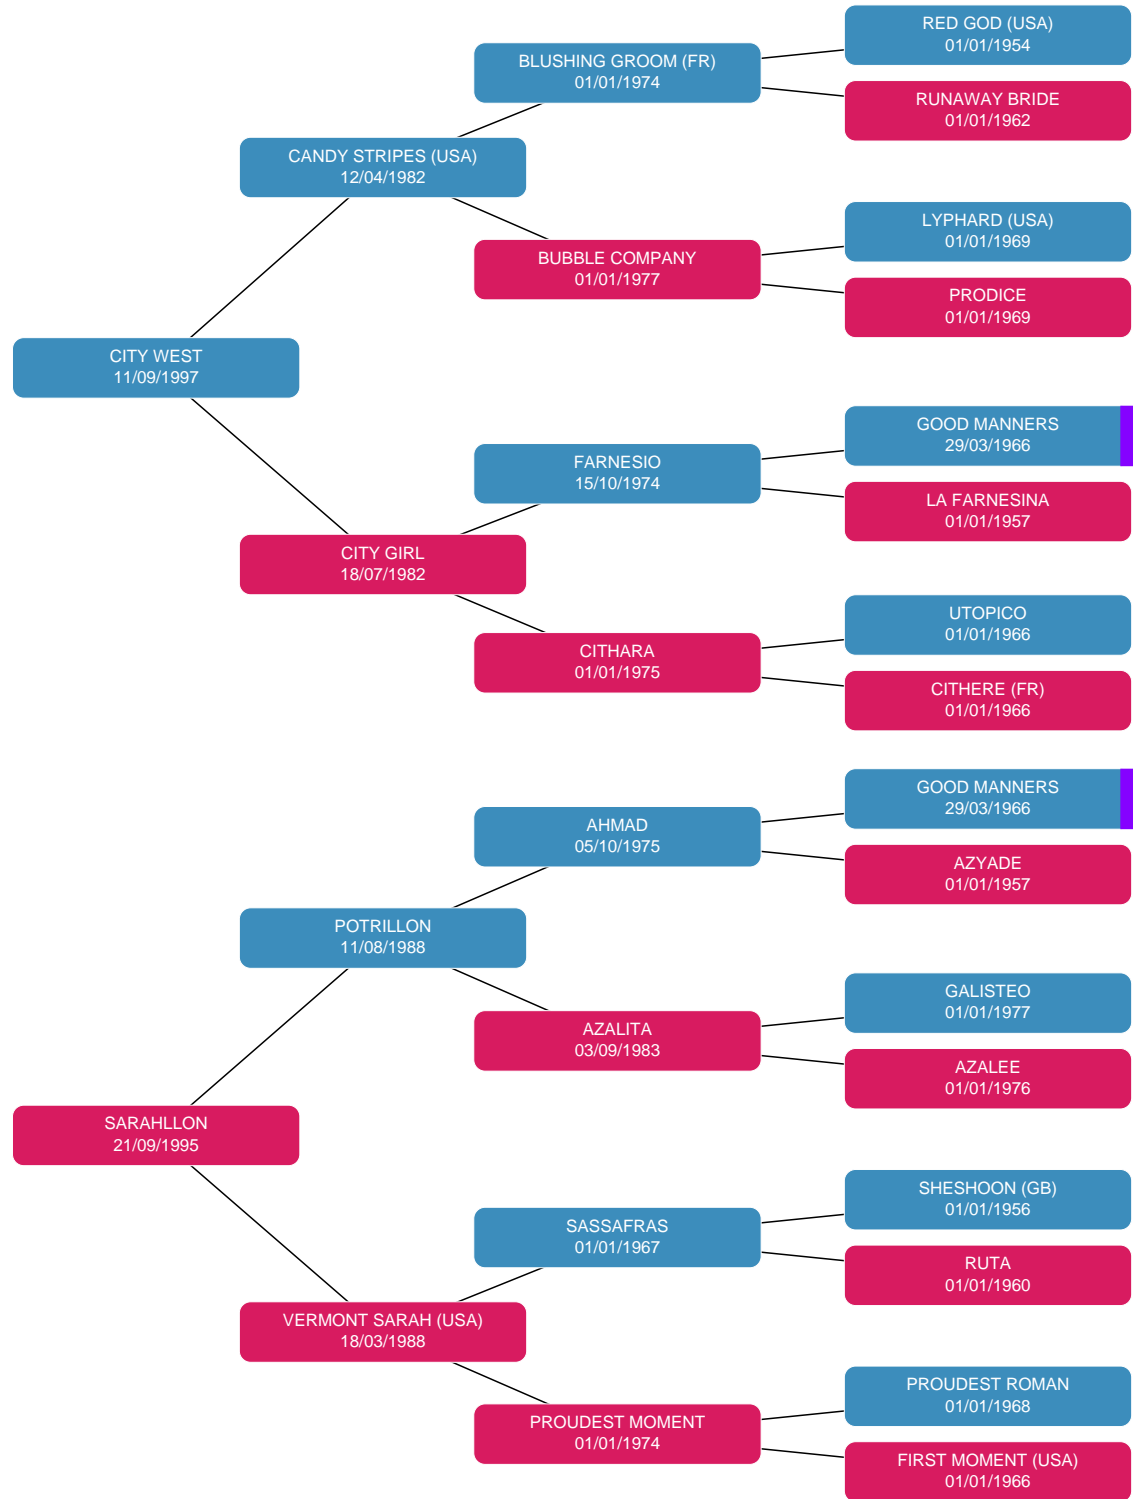 RED GOD (USA)
01/01/1954
BLUSHING GROOM (FR)
01/01/1974
RUNAWAY BRIDE
01/01/1962
CANDY STRIPES (USA)
12/04/1982
LYPHARD (USA)
01/01/1969
BUBBLE COMPANY
01/01/1977
PRODICE
01/01/1969
CITY WEST
11/09/1997
GOOD MANNERS
29/03/1966
FARNESIO
15/10/1974
LA FARNESINA
01/01/1957
CITY GIRL
18/07/1982
UTOPICO
01/01/1966
CITHARA
01/01/1975
CITHERE (FR)
01/01/1966
GOOD MANNERS
29/03/1966
AHMAD
05/10/1975
AZYADE
01/01/1957
POTRILLON
11/08/1988
GALISTEO
01/01/1977
AZALITA
03/09/1983
AZALEE
01/01/1976
SARAHLLON
21/09/1995
SHESHOON (GB)
01/01/1956
SASSAFRAS
01/01/1967
RUTA
01/01/1960
VERMONT SARAH (USA)
18/03/1988
PROUDEST ROMAN
01/01/1968
PROUDEST MOMENT
01/01/1974
FIRST MOMENT (USA)
01/01/1966